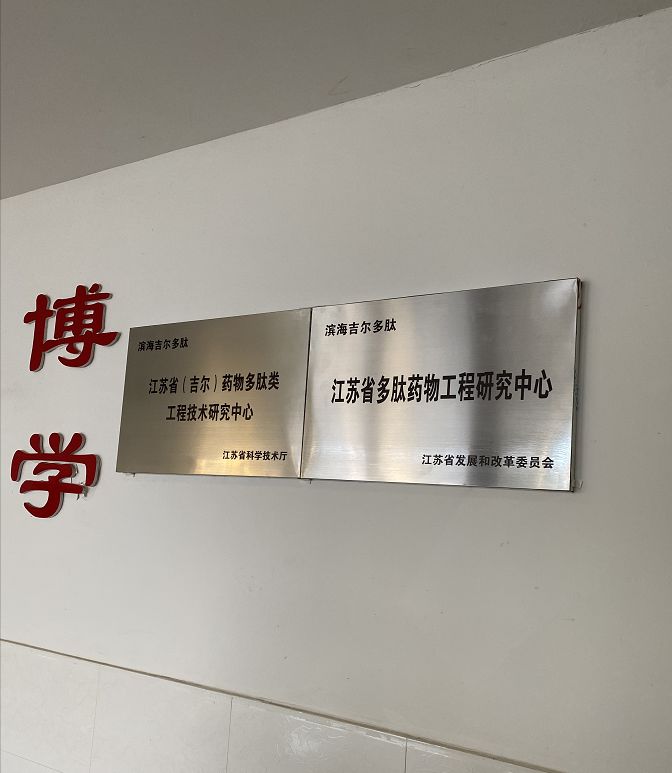 博
学
滨海吉尔多肽
江苏省（吉尔）药物多肽类
工程技术研究中心
江苏省科学技术厅
滨海吉尔多肽
江苏省多肽药物工程研究中心
江苏省发展和改革委员会